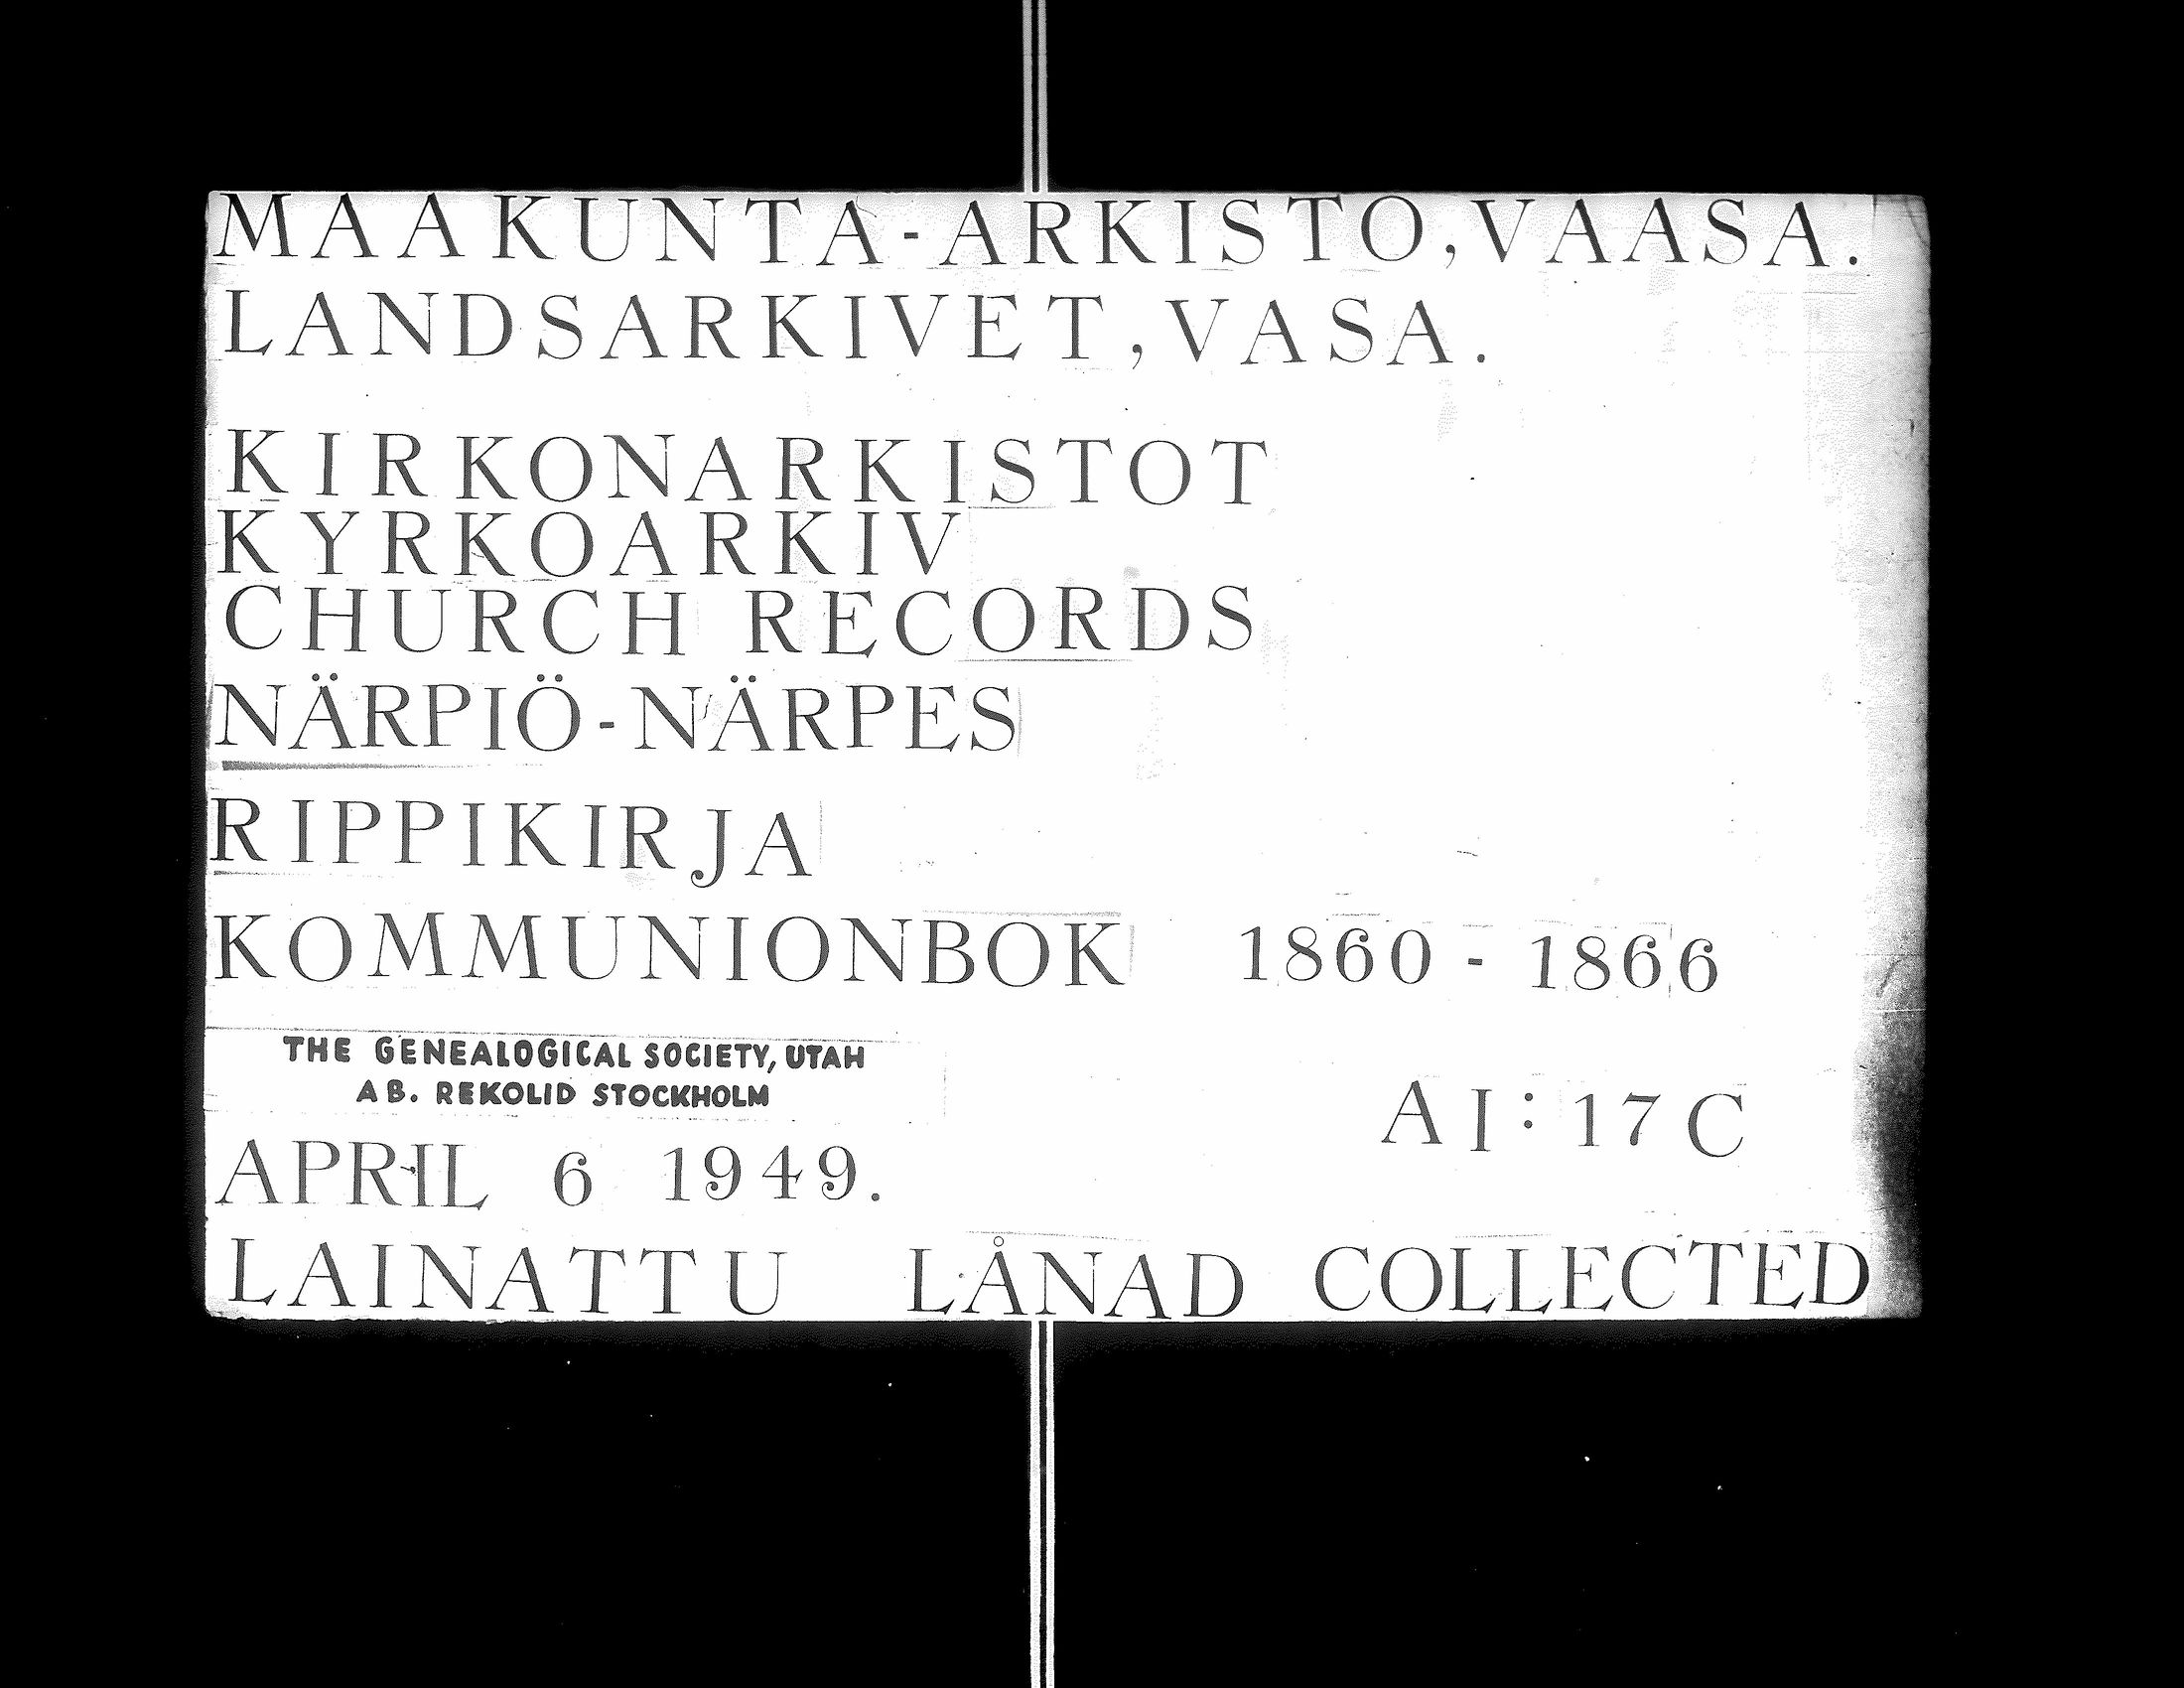 MAAKUNTA-ARKISTO, VAASA.
LANDSARKIVET, VASA.
KIRKONARKISTOT
KYRKOARKIV
CHURCH RECORDS
NÄRPIÖ-NÄRPES
RIPPIKIRJA
KOMMUNIONBOK 1860 - 1866
THE GENEALOGICAL SOCIETY, UTAH
AB. REKOLID STOCKHOLM
AI:17C
APRIL 6 1949.
LAINATTU LÅNAD COLLECTED